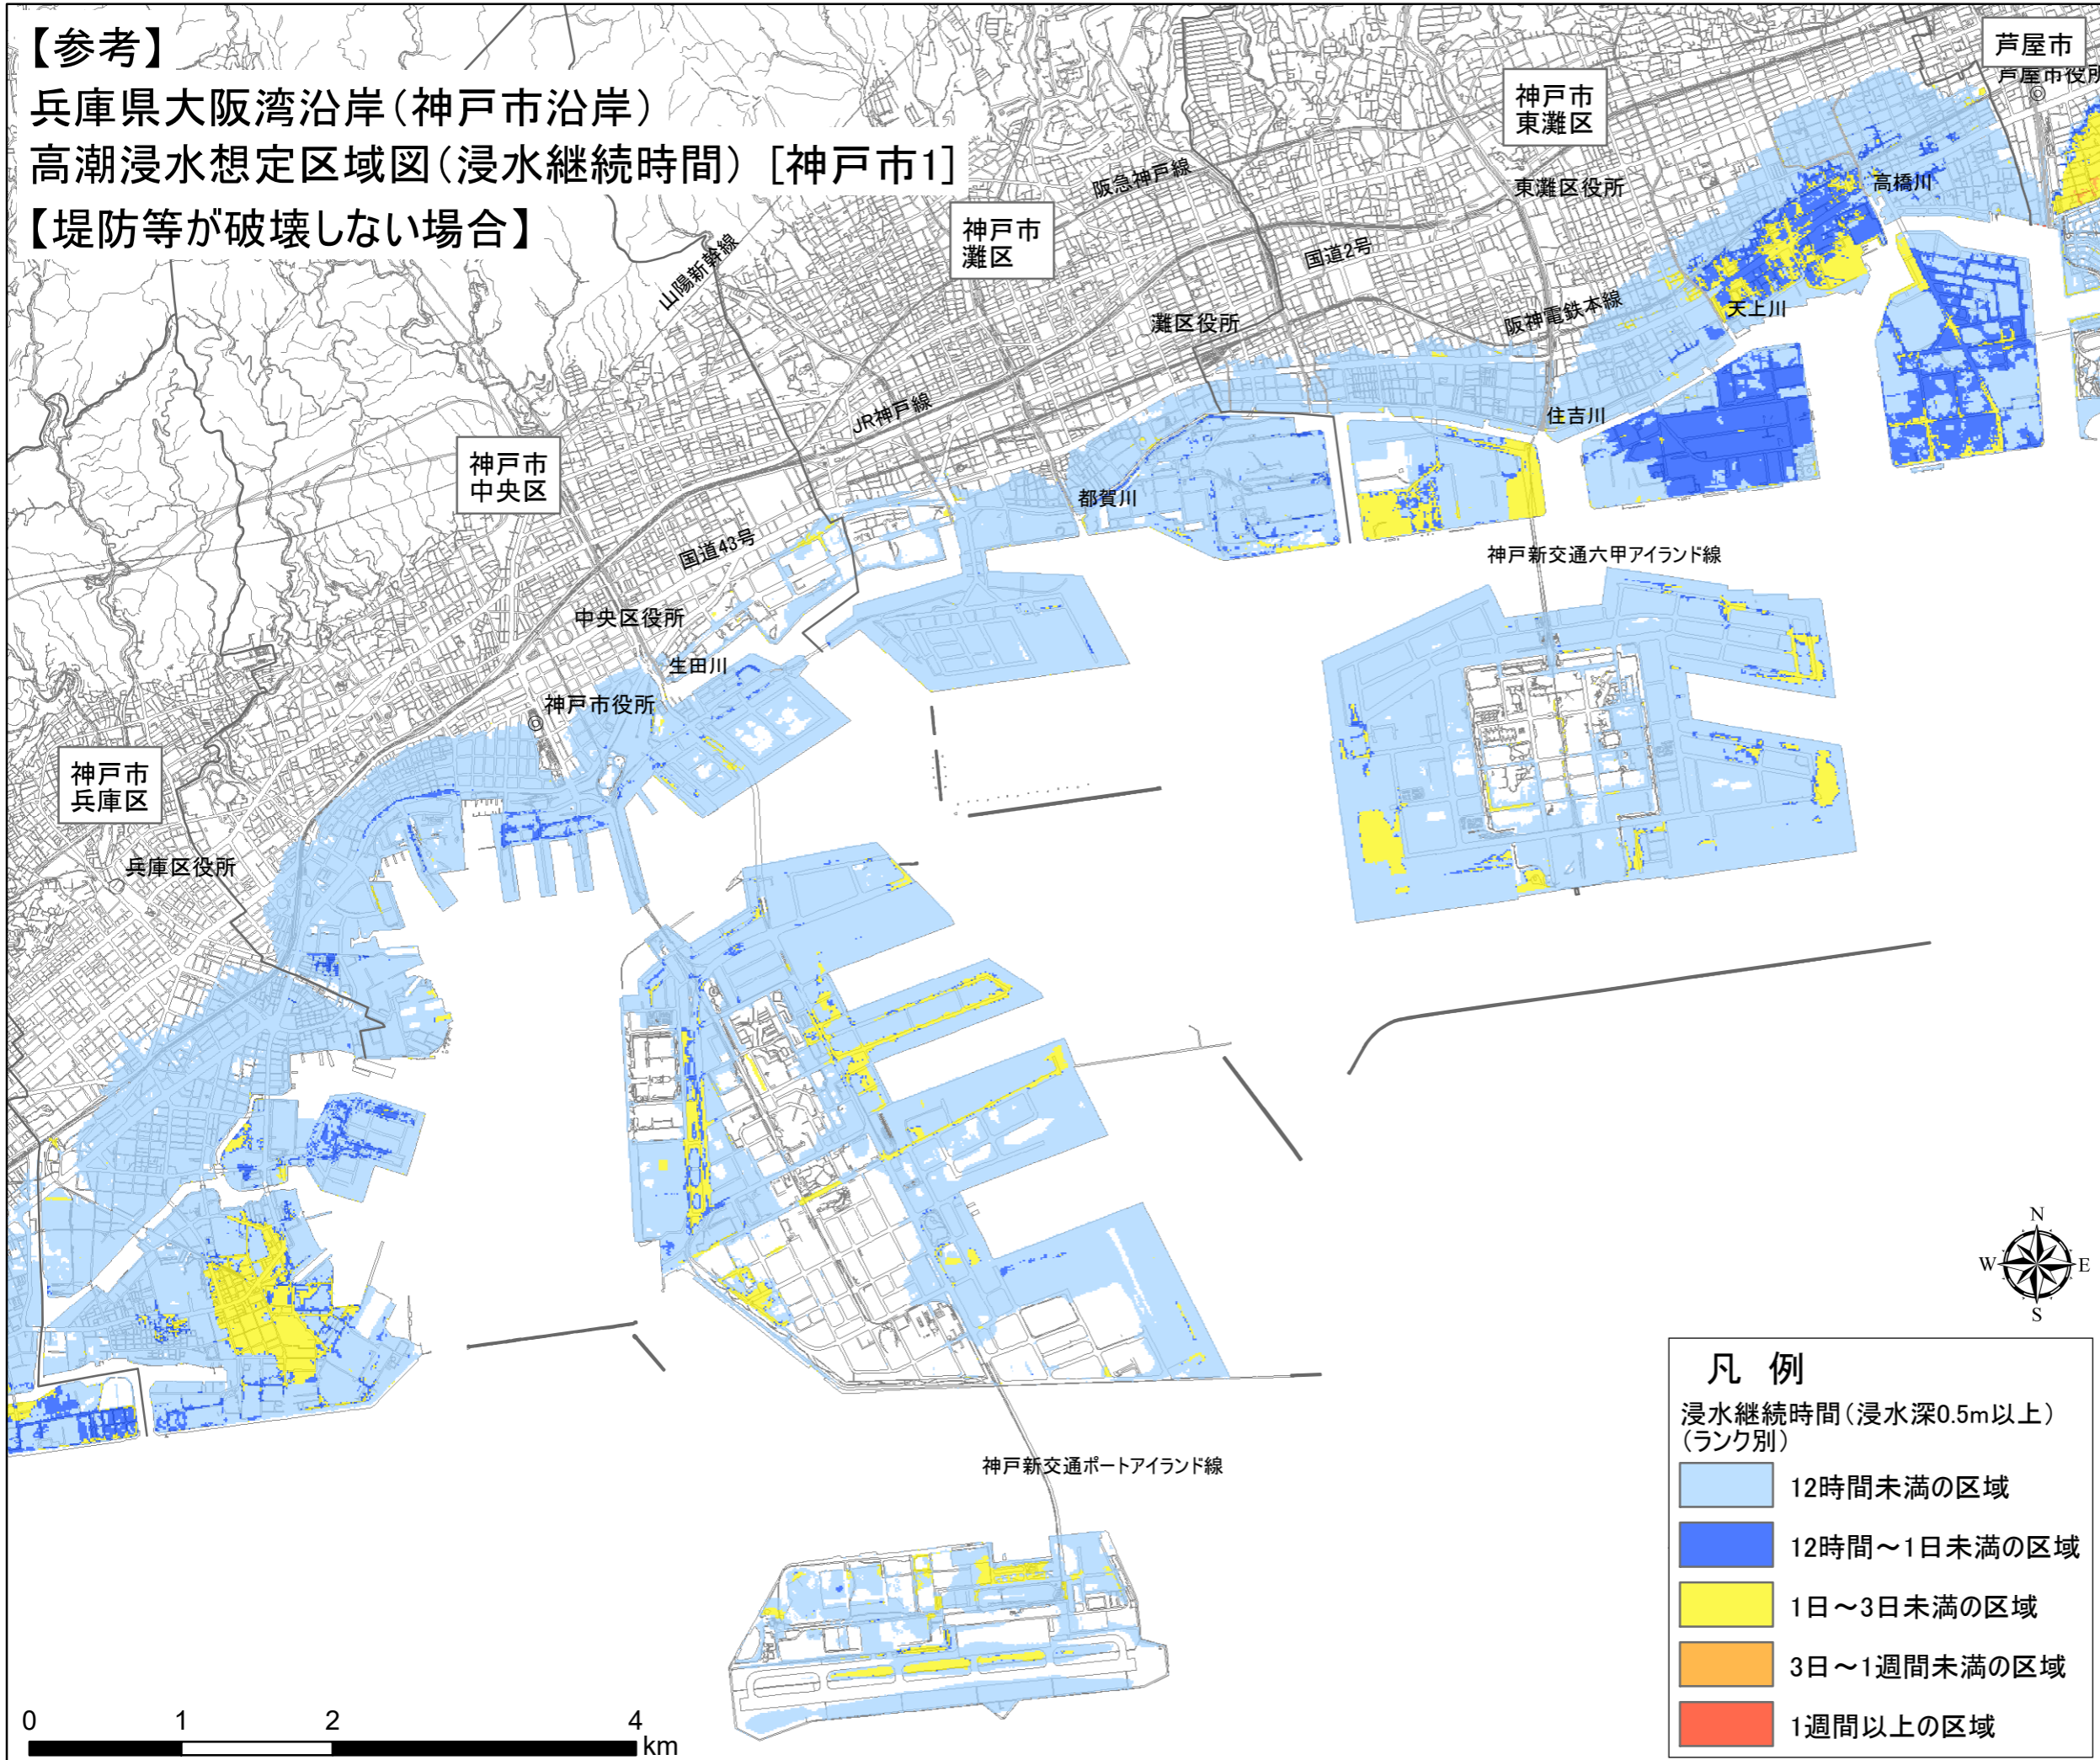 【参考】
兵庫県大阪湾沿岸（神戸市沿岸）
高潮浸水想定区域図（浸水継続時間）［神戸市1］
【堤防等が破壊しない場合】
芦屋市
芦屋市役所
神戸市
東灘区
東灘区役所
高橋川
阪急神戸線
神戸市
灘区
国道2号
山陽新幹線
灘区役所
阪神電鉄本線
天上川
JR神戸線
住吉川
神戸市
中央区
都賀川
国道43号
神戸新交通六甲アイランド線
中央区役所
生田川
神戸市役所
神戸市
兵庫区
兵庫区役所
神戸新交通ポートアイランド線
N
W
E
S
凡 例
浸水継続時間（浸水深0.5m以上）
（ランク別）
12時間未満の区域
12時間～1日未満の区域
1日～3日未満の区域
3日～1週間未満の区域
1週間以上の区域
0 1 2 4
km